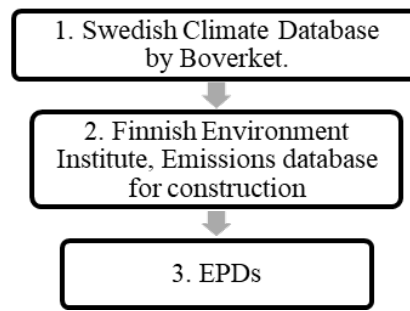 1. Swedish Climate Database
by Boverket.
2. Finnish Environment
Institute, Emissions database
for construction
3. EPDs